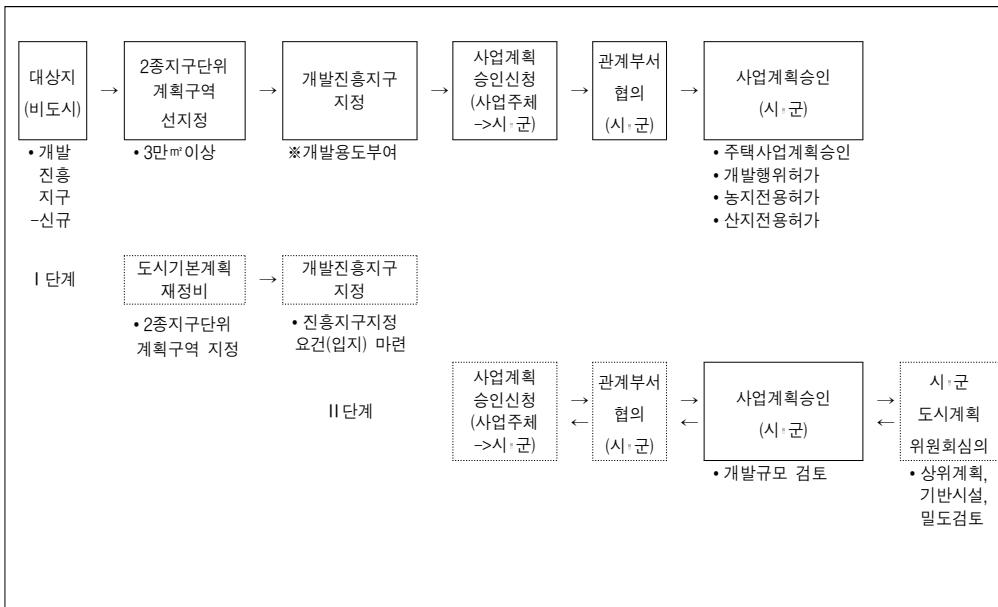 대상지
(비도시)
→
2종지구단위
계획구역
선지정
→
개발진흥지구
지정
→
사업계획
승인신청
(사업주체
->시·군)
→
관계부서
협의
(시·군)
→
사업계획승인
(시·군)
• 개발
진흥
지구
-신규
• 3만㎡이상
※개발용도부여
• 주택사업계획승인
• 개발행위허가
• 농지전용허가
• 산지전용허가
Ⅰ단계
도시기본계획
재정비
→
개발진흥지구
지정
• 2종지구단위
계획구역 지정
• 진흥지구지정
요건(입지) 마련
Ⅱ단계
사업계획
승인신청
(사업주체
->시·군)
→
←
관계부서
협의
(시·군)
→
←
사업계획승인
(시·군)
→
←
시·군
도시계획
위원회심의
• 개발규모 검토
• 상위계획,
기반시설,
밀도검토